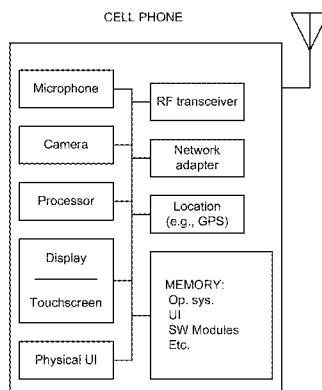 CELL PHONE
Microphone
Camera
Processor
Display
Touchscreen
Physical UI
RF transceiver
Network
adapter
Location
(e.g., GPS)
MEMORY:
Op. sys.
UI
SW Modules
Etc.